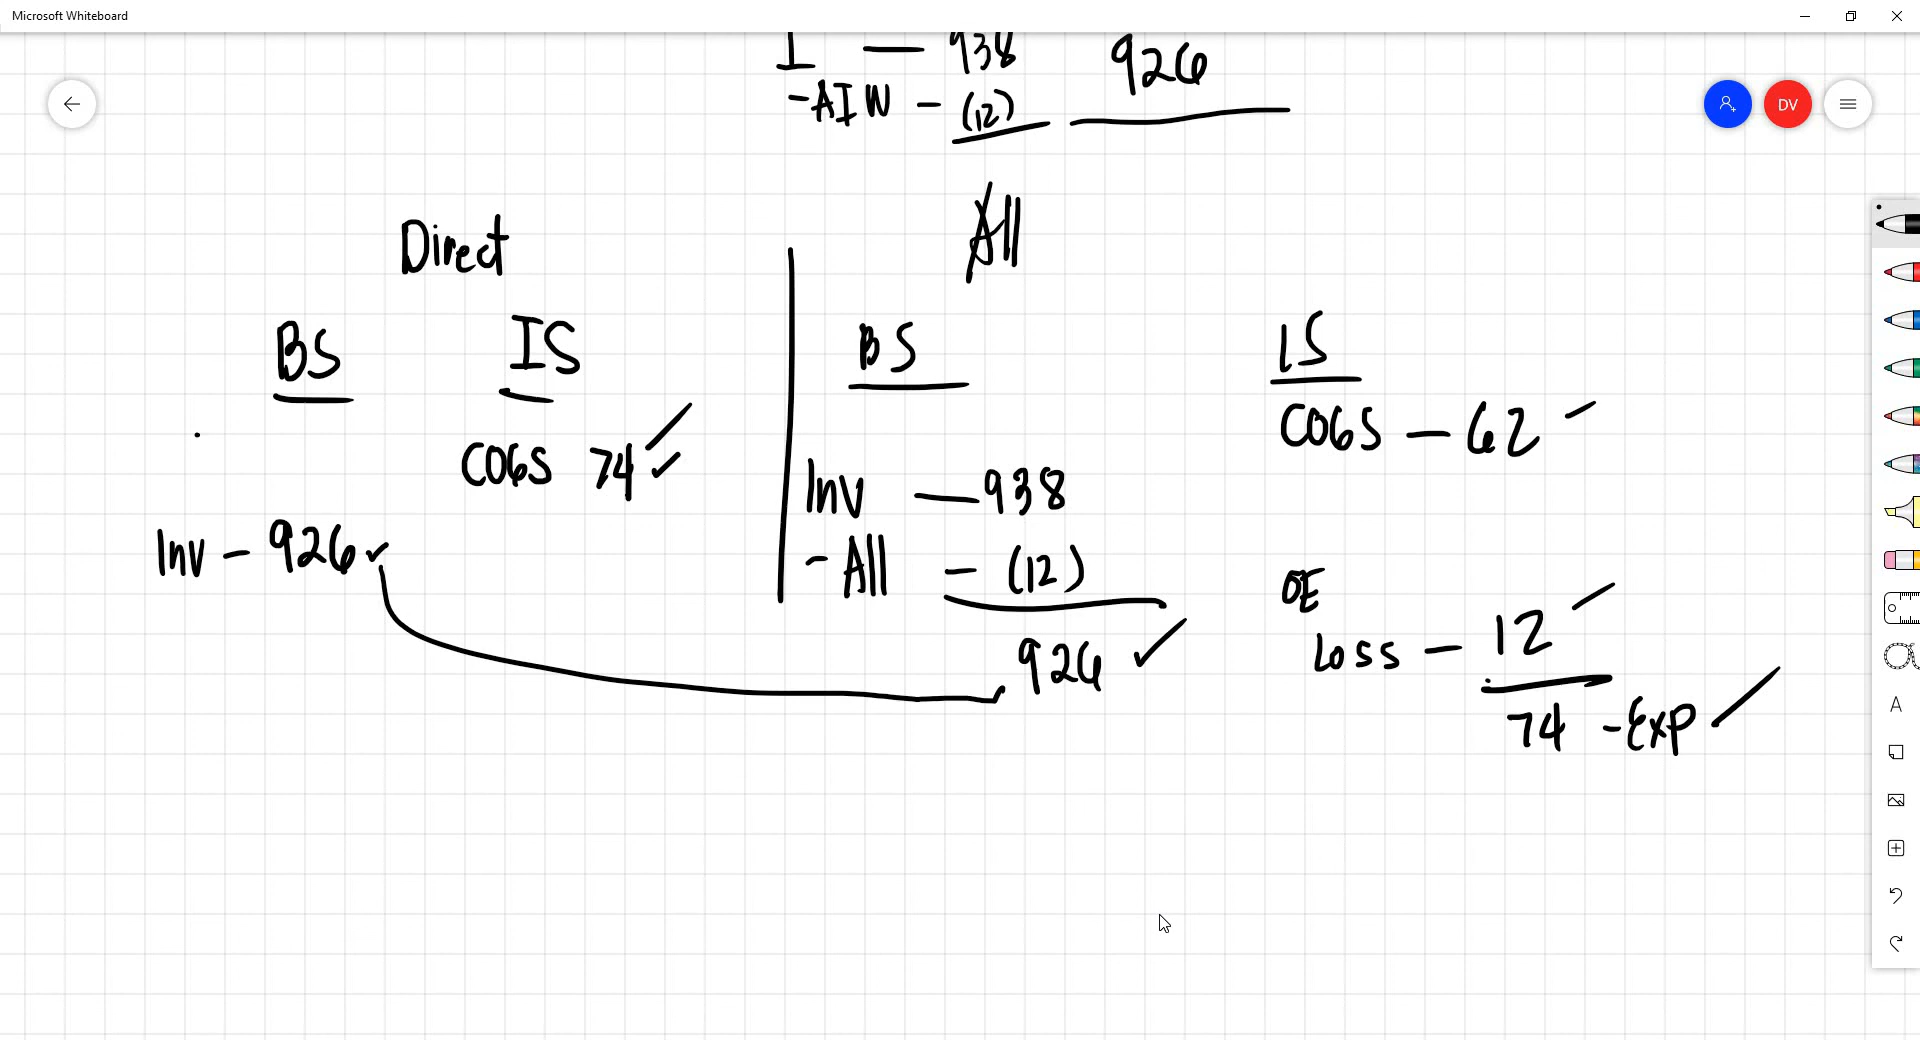 Microsoft Whiteboard
I — 938 926
-AIW - (12)
DV
Direct
All
BS IS
BS
IS
COGS 74
COGS - 62
Inv - 926
Inv - 938
- All - (12)
926
OE
Loss - 12
74 - Exp
A